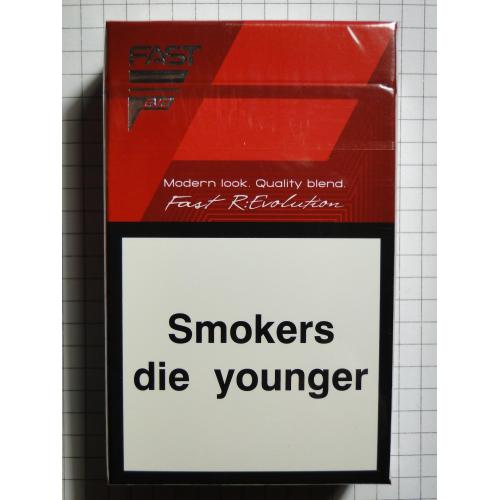 FAST
Modern look. Quality blend.
Fast R:Evolution
Smokers
die younger